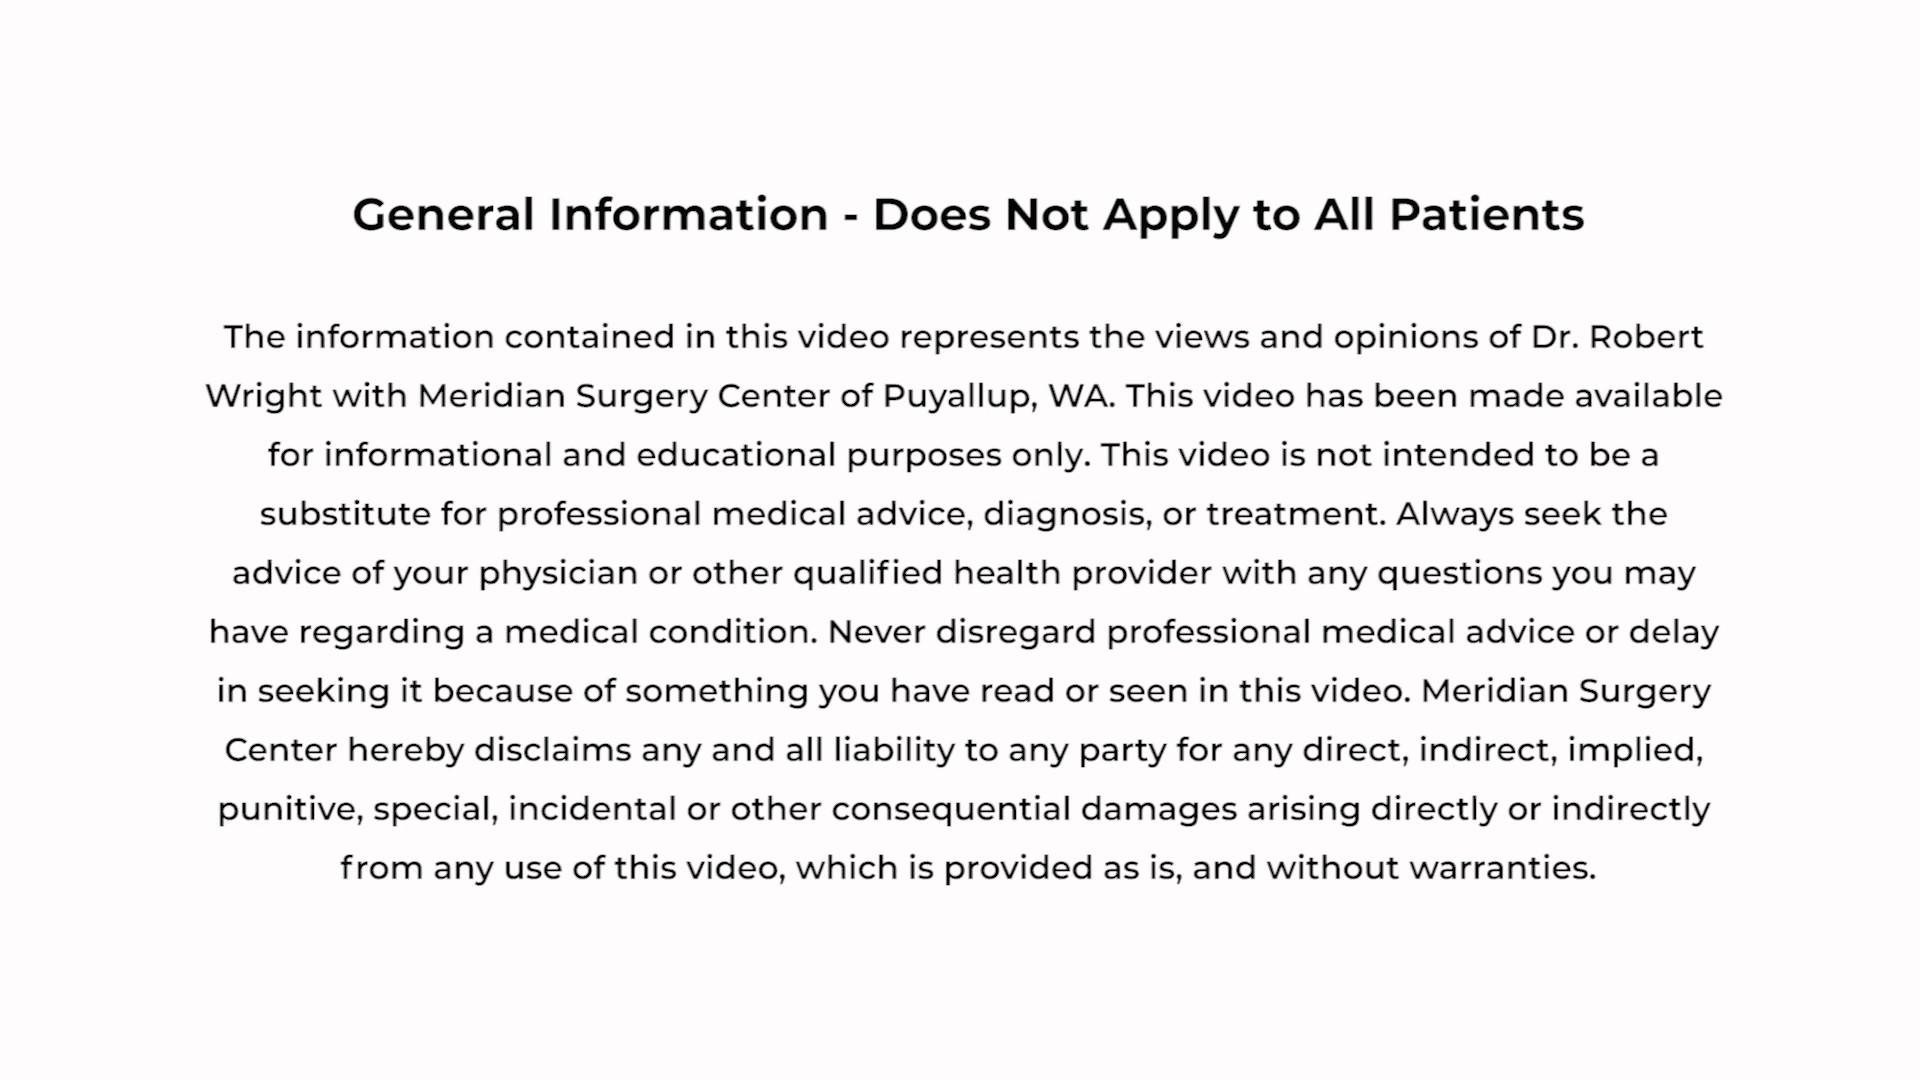 General Information - Does Not Apply to All Patients
The information contained in this video represents the views and opinions of Dr. Robert
Wright with Meridian Surgery Center of Puyallup, WA. This video has been made available
for informational and educational purposes only. This video is not intended to be a
substitute for professional medical advice, diagnosis, or treatment. Always seek the
advice of your physician or other qualified health provider with any questions you may
have regarding a medical condition. Never disregard professional medical advice or delay
in seeking it because of something you have read or seen in this video. Meridian Surgery
Center hereby disclaims any and all liability to any party for any direct, indirect, implied,
punitive, special, incidental or other consequential damages arising directly or indirectly
from any use of this video, which is provided as is, and without warranties.